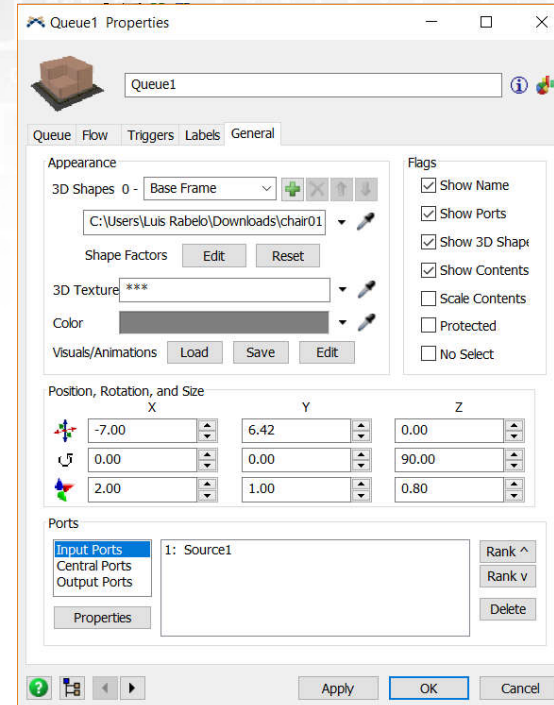 Queue1 Properties
Queue1
Queue Flow Triggers Labels General
Appearance
3D Shapes 0 - Base Frame
C:\Users\Luis Rabelo\Downloads\chair01
Shape Factors Edit Reset
3D Texture ***
Color
Visuals/Animations Load Save Edit
Flags
Show Name
Show Ports
Show 3D Shape
Show Contents
Scale Contents
Protected
No Select
Position, Rotation, and Size
X Y Z
-7.00 6.42 0.00
0.00 0.00 90.00
2.00 1.00 0.80
Ports
Input Ports
Central Ports
Output Ports
Properties
1: Source1
Rank ^
Rank v
Delete
Apply OK Cancel